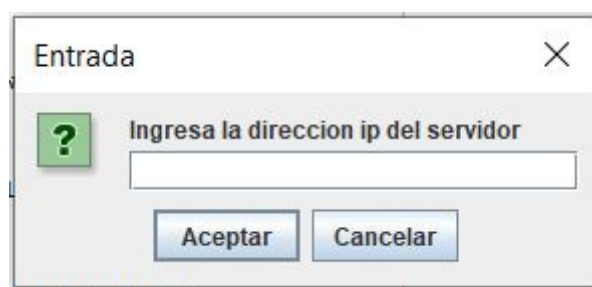 Entrada
Ingresa la direccion ip del servidor
Aceptar
Cancelar